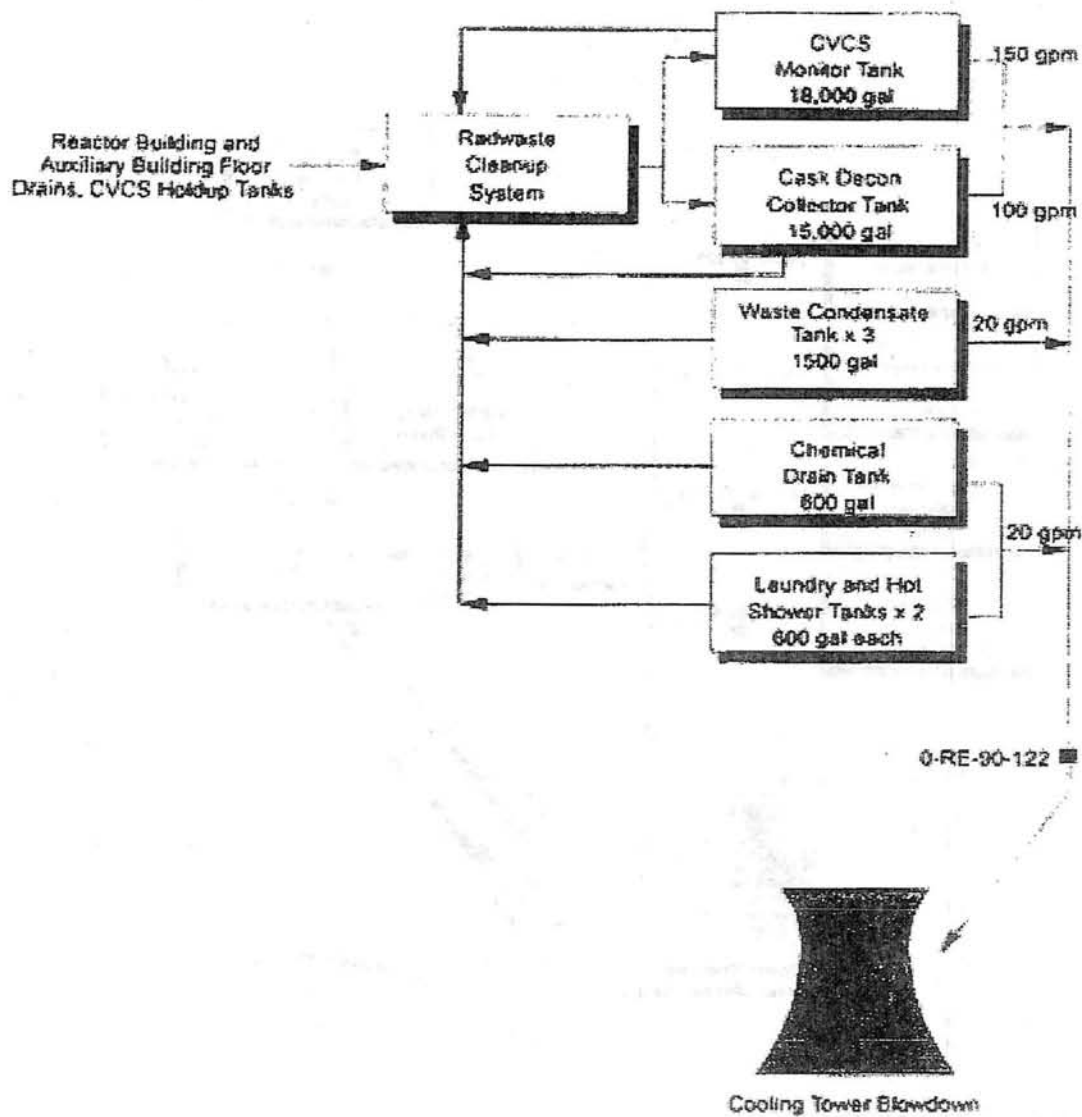 CVCS
Monitor Tank
18,000 gal
150 gpm
Reactor Building and
Auxiliary Building Floor
Drains, CVCS Holdup Tanks
Radwaste
Cleanup
System
Cask Decon
Collector Tank
15,000 gal
100 gpm
Waste Condensate
Tank x 3
1500 gal
20 gpm
Chemical
Drain Tank
600 gal
20 gpm
Laundry and Hot
Shower Tanks x 2
600 gal each
0-RE-90-122
Cooling Tower Blowdown